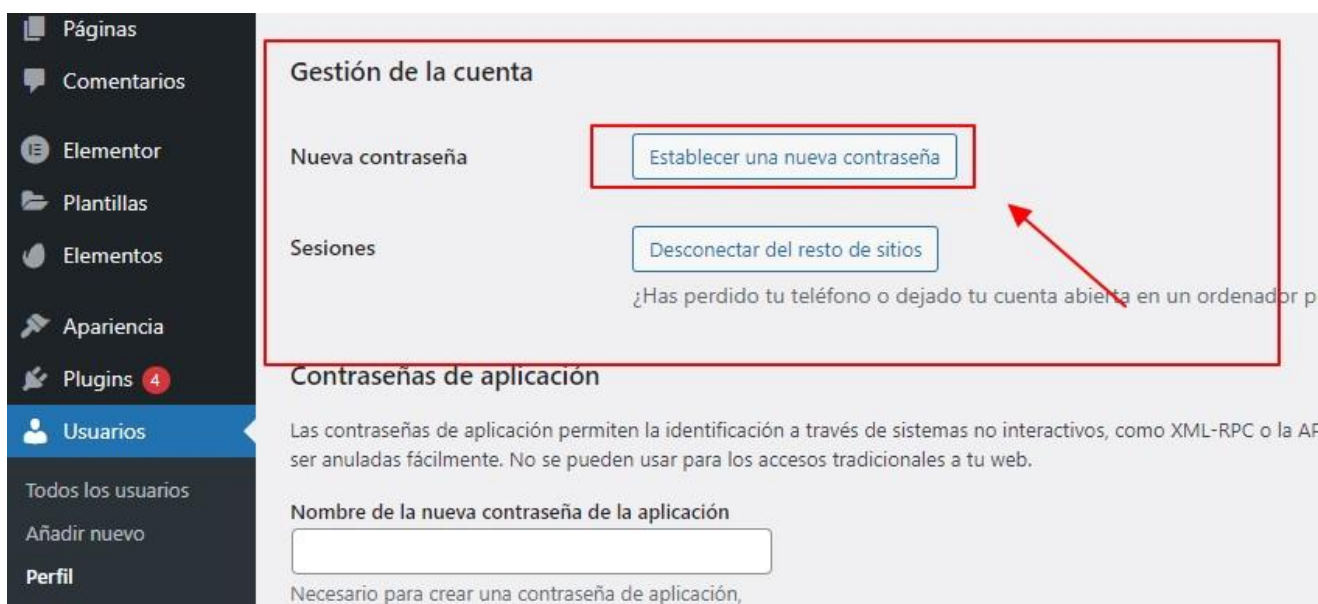 Páginas
Comentarios
Elementor
Plantillas
Elementos
Apariencia
Plugins 4
Usuarios
Todos los usuarios
Añadir nuevo
Perfil
Gestión de la cuenta
Nueva contraseña
Establecer una nueva contraseña
Sesiones
Desconectar del resto de sitios
¿Has perdido tu teléfono o dejado tu cuenta abierta en un ordenador p
Contraseñas de aplicación
Las contraseñas de aplicación permiten la identificación a través de sistemas no interactivos, como XML-RPC o la AP
ser anuladas fácilmente. No se pueden usar para los accesos tradicionales a tu web.
Nombre de la nueva contraseña de la aplicación
Necesario para crear una contraseña de aplicación,